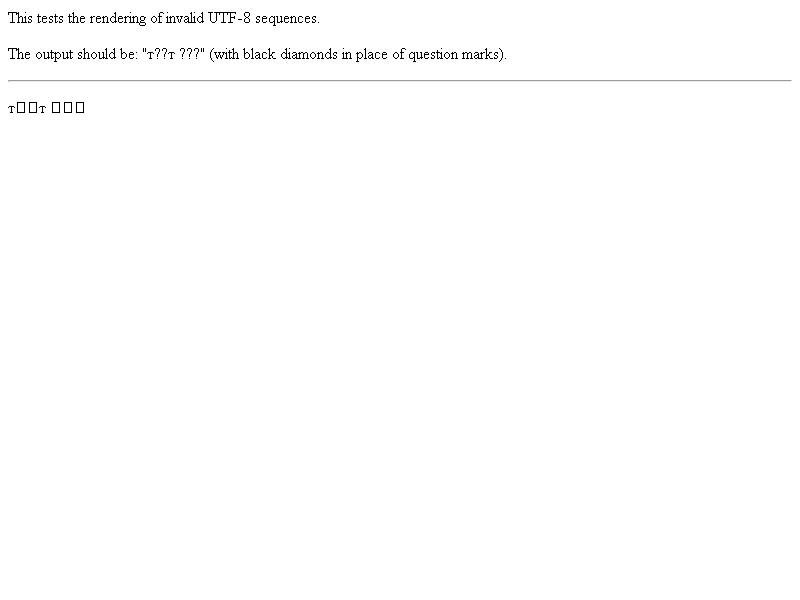 This tests the rendering of invalid UTF-8 sequences.
The output should be: "т??т ???" (with black diamonds in place of question marks).
т□□т □□□